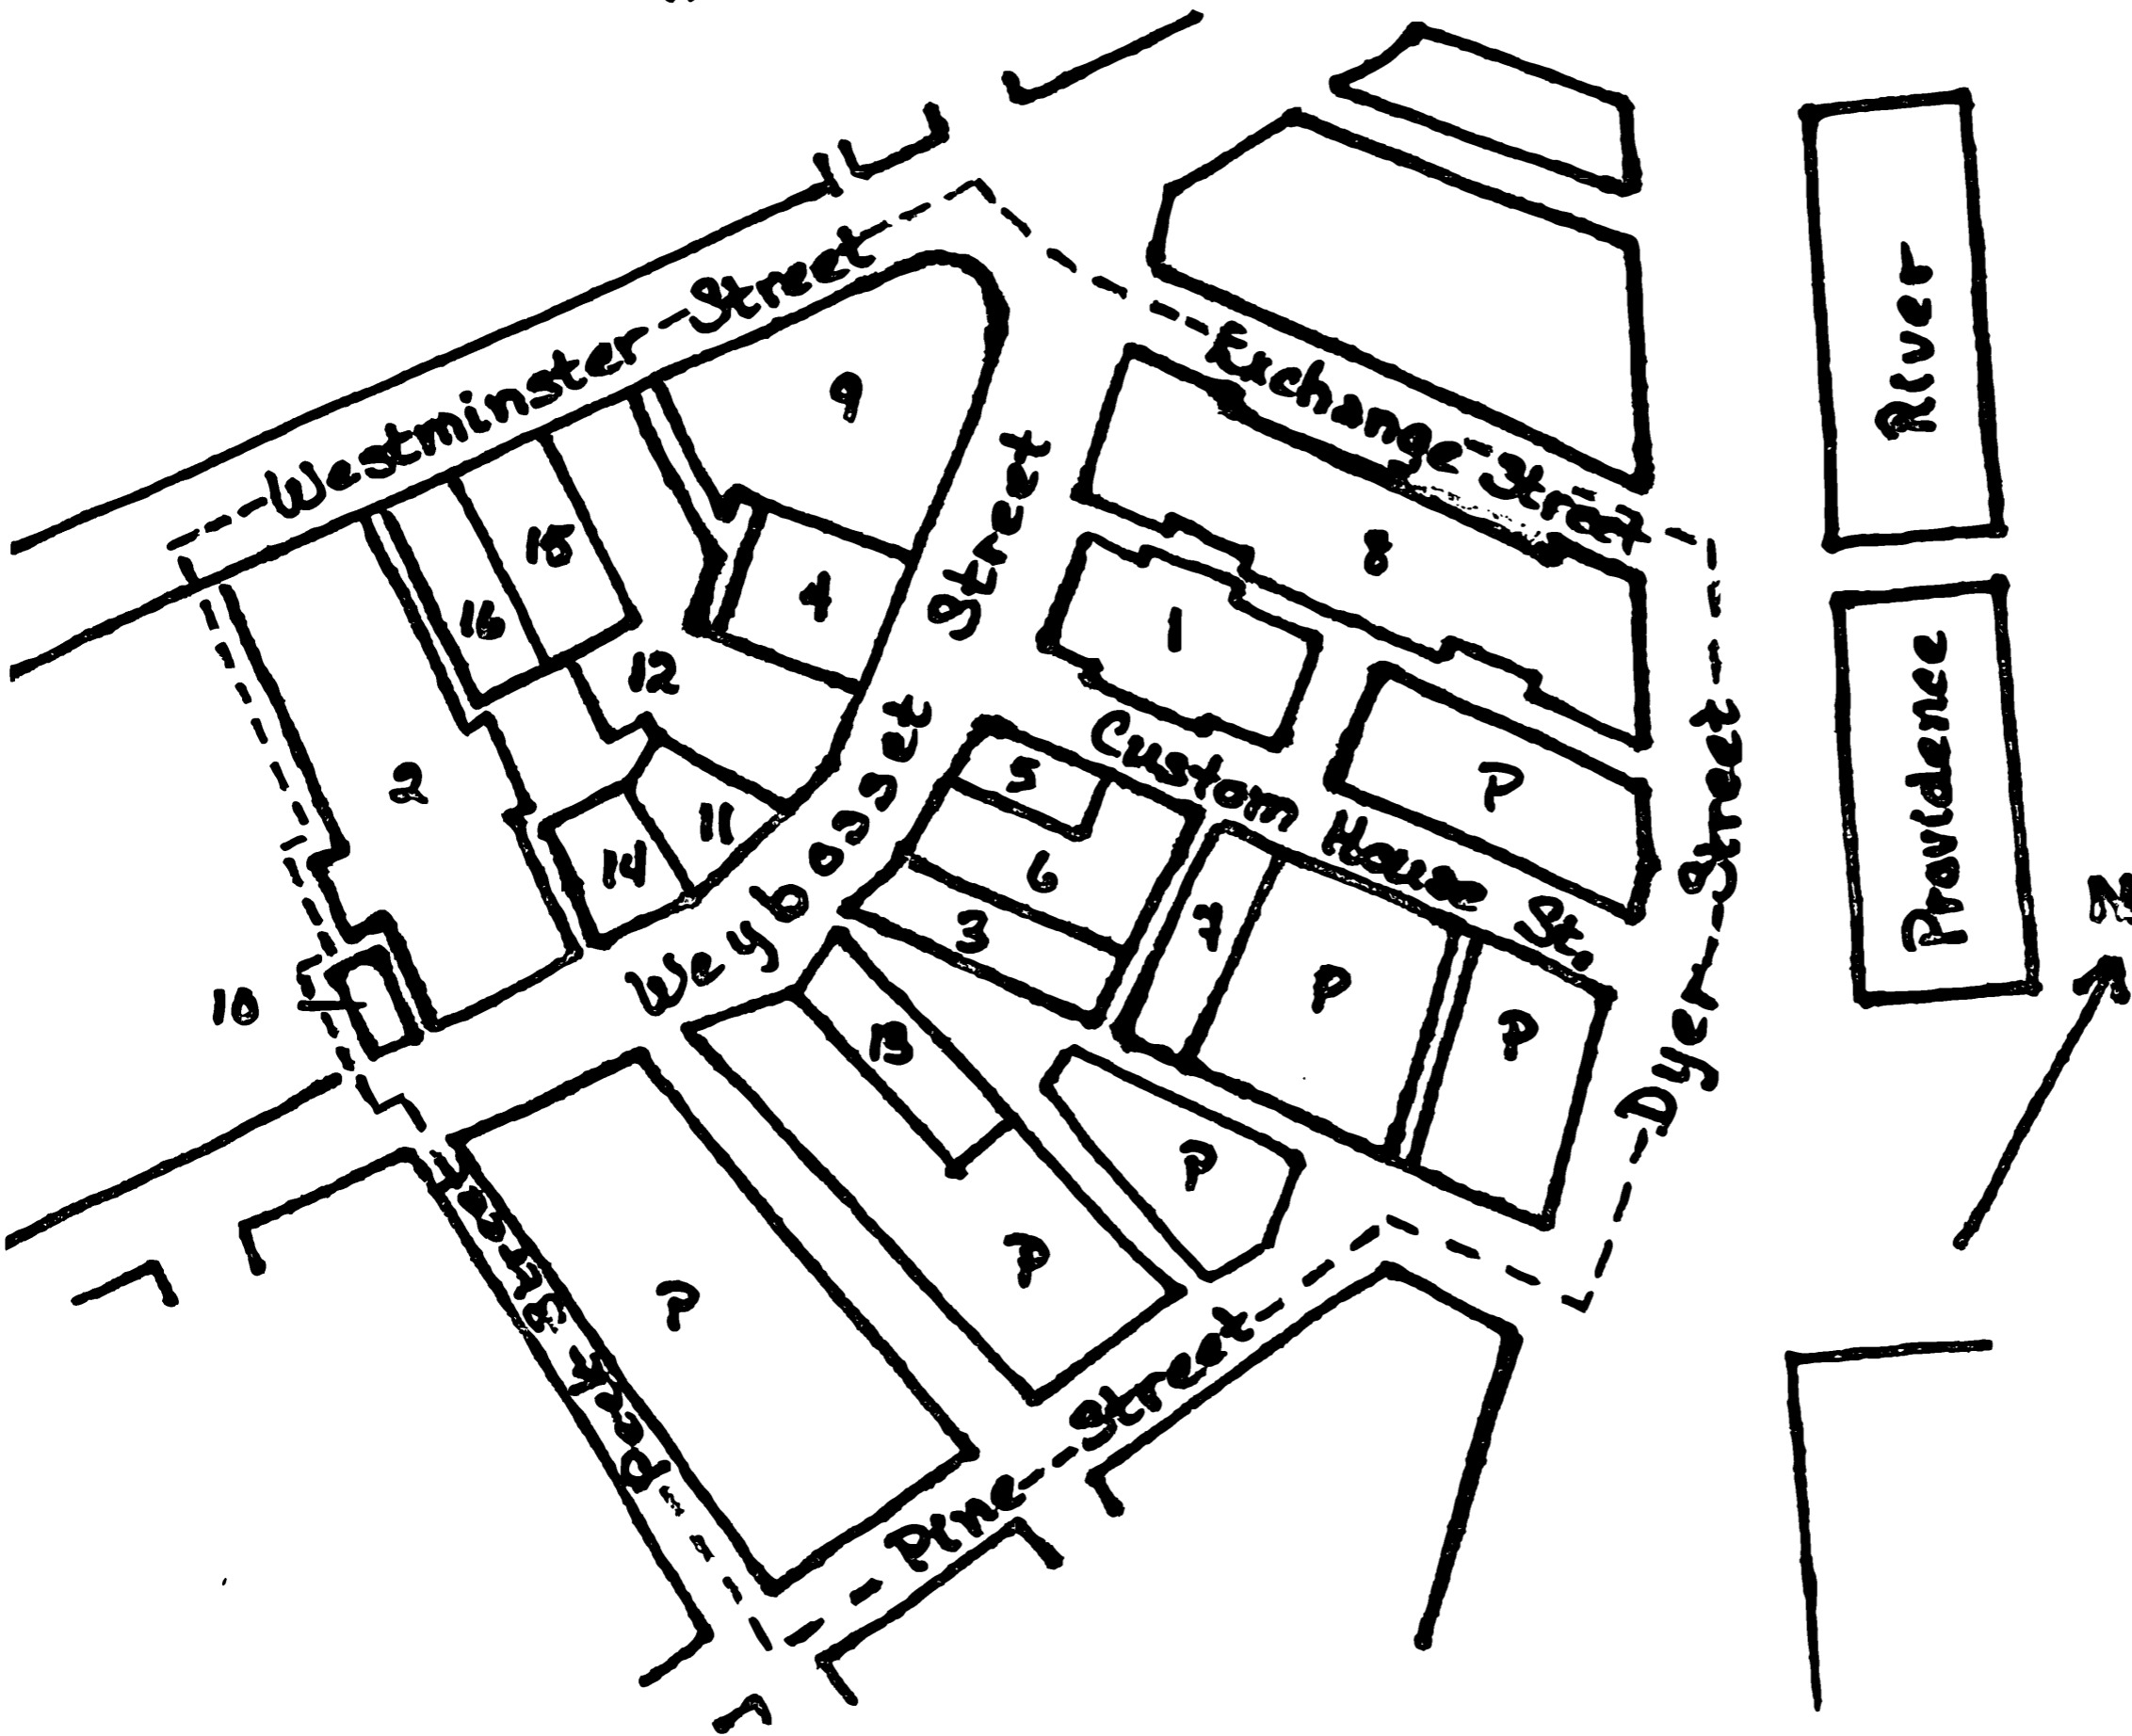 Westminster Street
Exchange Street
River
9
15
16
4
12
8
1
Street
2
11
14
5
Custom House St
P
Dyer Street
Providence
N
6
3
7
P
P
10
Weybosset
13
P
P
P
Pine Street